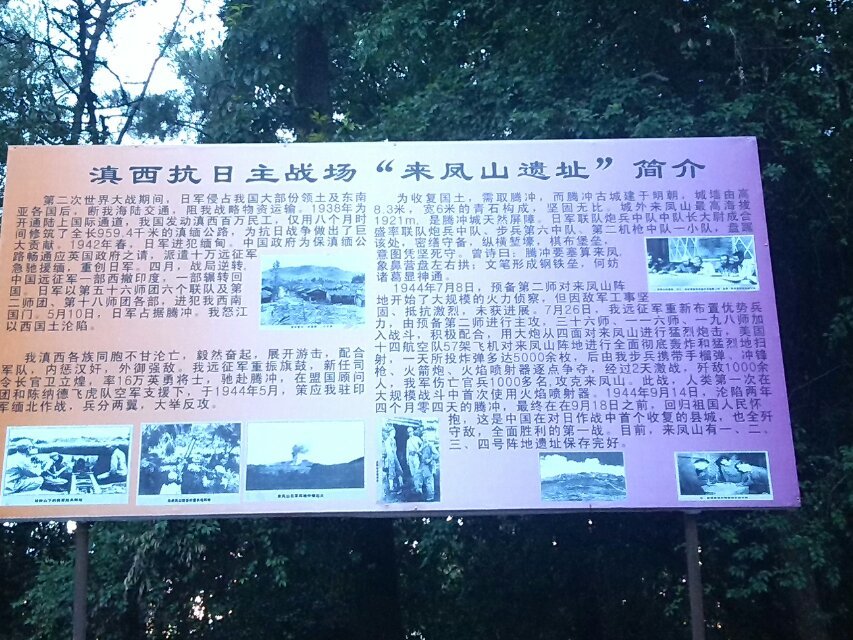 滇西抗日主战场“来凤山遗址”简介
第二次世界大战期间，日军侵占我国大部份领土及东南
亚各国后，断我海陆交通，阻我战略物资运输。1938年为
开通陆上国际通道，我国发动滇西百万民工，仅用八个月时
间修筑了全长959.4千米的滇缅公路，为抗日战争做出了巨
大贡献。1942年春，日军进犯缅甸。中国政府为保滇缅公
路畅通应英国政府之请，派遣十万远征军
急驰援缅，重创日军。四月，战局逆转，
中国远征军一部西撤印度，一部辗转回
国，日军以第五十六师团六个联队及第
二师团、第十八师团各部，进犯我西南
国门。5月10日，日军占据腾冲。我怒江
以西国土沦陷。
我滇西各族同胞不甘沦亡，毅然奋起，展开游击，配合
军队，内惩汉奸，外御强敌。我远征军重振旗鼓，新任司
令长官卫立煌，率16万英勇将士，驰赴腾冲，在盟国顾问
团和陈纳德飞虎队空军支援下，于1944年5月，策应我驻印
军缅北作战，兵分两翼，大举反攻。
为收复国土，需取腾冲，而腾冲古城建于明朝，城墙由高
8.3米，宽6米的青石构成，坚固无比，城外来凤山最高海拔
1921m，是腾冲城天然屏障。日军联队炮兵中队中队长大尉成合
盛率联队炮兵中队、步兵第六中队、第二机枪中队一小队，盘踞
该处，密缮守备，纵横堑壕，棋布堡垒，
意图凭坚死守。曾诗曰：腾冲要塞算来凤，
象鼻营盘左右拱；文笔形成钢铁垒，何妨
诸葛显神通。
1944年7月8日，预备第二师对来凤山阵
地开始了大规模的火力侦察，但因敌军工事坚
固，抵抗激烈，未获进展。7月26日，我远征军重新布置优势兵
力，由预备第二师进行主攻，三十六师、一一六师、一九八师加
入战斗，积极配合，用大炮从四面对来凤山进行猛烈炮击，美国
十四航空队57架飞机对来凤山阵地进行全面彻底轰炸和猛烈扫
射，一天所投炸弹多达5000余枚，后由我步兵携带手榴弹、冲锋
枪、火箭炮、火焰喷射器逐点争夺，经过2天激战，歼敌1000余
人，我军伤亡官兵1000多名，攻克来凤山。此战，人类第一次在
大规模战斗中首次使用火焰喷射器。1944年9月14日，沦陷两年
四个月零四天的腾冲，最终在在9月18日之前，回归祖国人民怀
抱，这是中国在对日作战中首个收复的县城，也全歼
守敌，全面胜利的第一战。目前，来凤山有一、二、
三、四号阵地遗址保存完好。